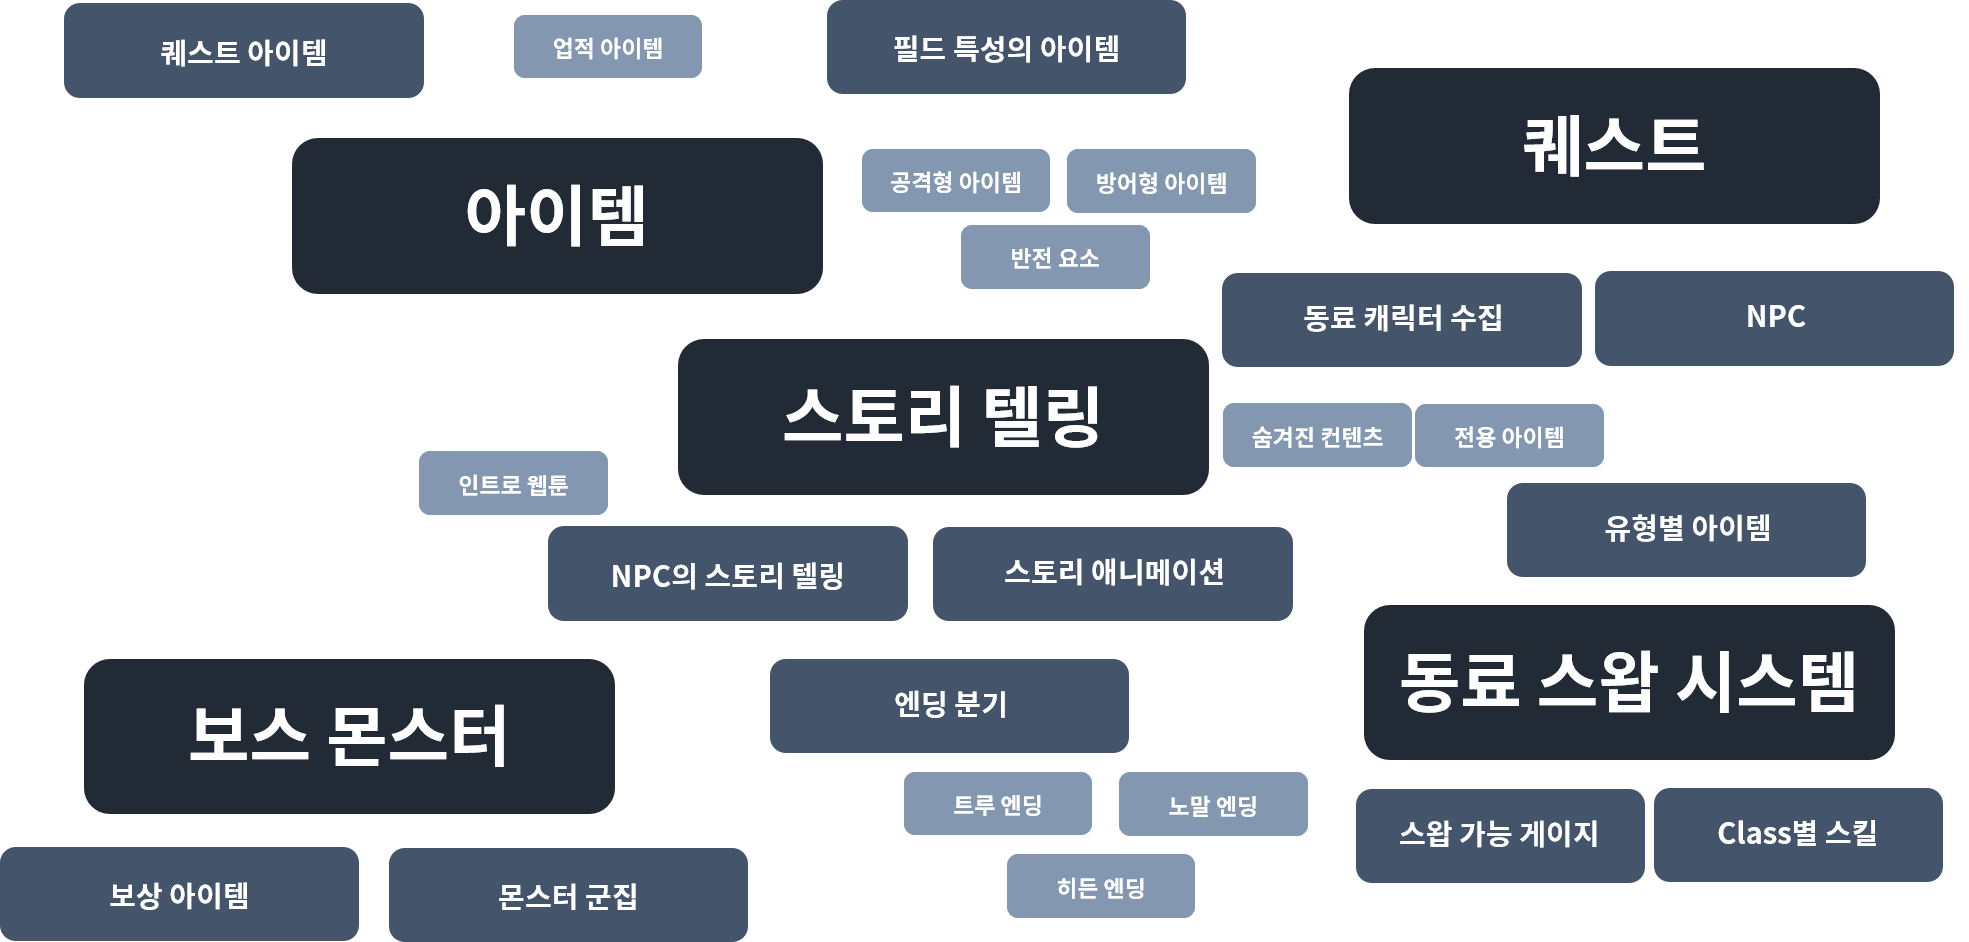 퀘스트 아이템
업적 아이템
필드 특성의 아이템
퀘스트
아이템
공격형 아이템
방어형 아이템
반전 요소
동료 캐릭터 수집
NPC
스토리 텔링
숨겨진 컨텐츠
전용 아이템
인트로 웹툰
유형별 아이템
NPC의 스토리 텔링
스토리 애니메이션
동료 스왑 시스템
보스 몬스터
엔딩 분기
트루 엔딩
노말 엔딩
스왑 가능 게이지
Class별 스킬
히든 엔딩
보상 아이템
몬스터 군집